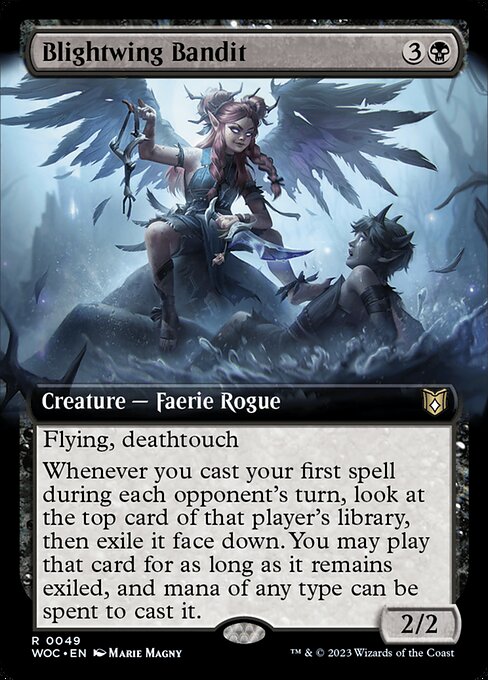 Blightwing Bandit 3
Creature — Faerie Rogue
Flying, deathtouch
Whenever you cast your first spell
during each opponent's turn, look at
the top card of that player's library,
then exile it face down. You may play
that card for as long as it remains
exiled, and mana of any type can be
spent to cast it.
2/2
R 0049
WOC • EN Marie Magny
™ & © 2023 Wizards of the Coast